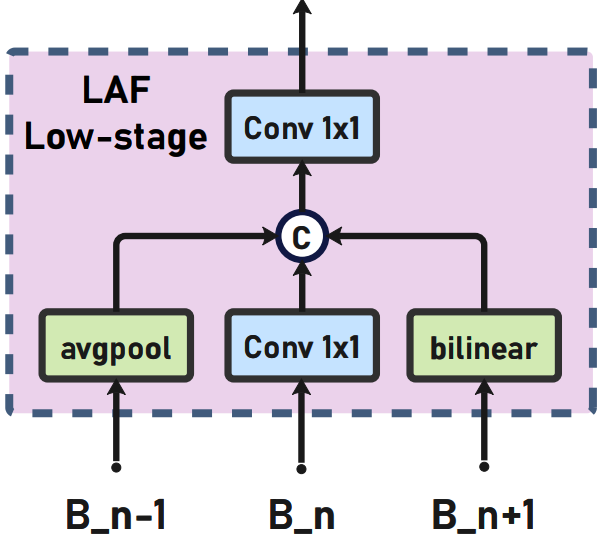 LAF
Low-stage
Conv 1x1
C
avgpool
Conv 1x1
bilinear
B_n-1
B_n
B_n+1